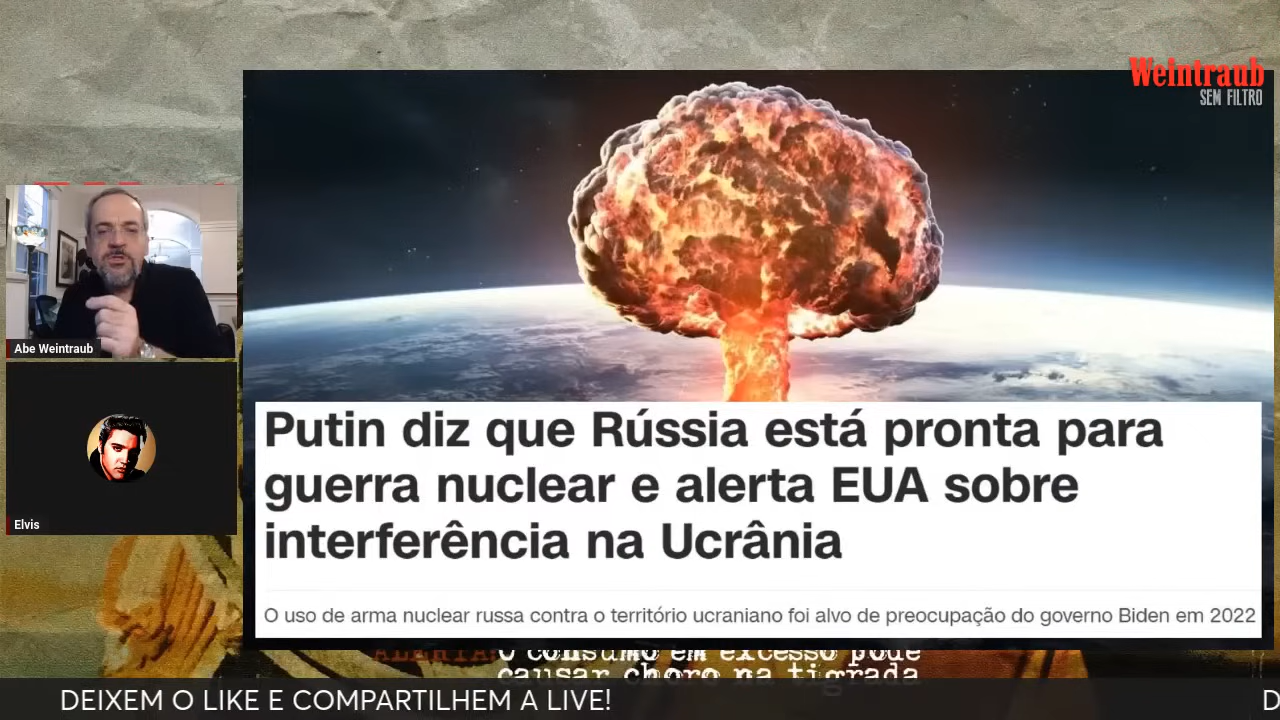 Weintraub
SEM FILTRO
Abe Weintraub
Elvis
Putin diz que Rússia está pronta para
guerra nuclear e alerta EUA sobre
interferência na Ucrânia
O uso de arma nuclear russa contra o território ucraniano foi alvo de preocupação do governo Biden em 2022
ALERTA: O consumo em excesso pode
causar choro na tigrada
DEIXEM O LIKE E COMPARTILHEM A LIVE!
D